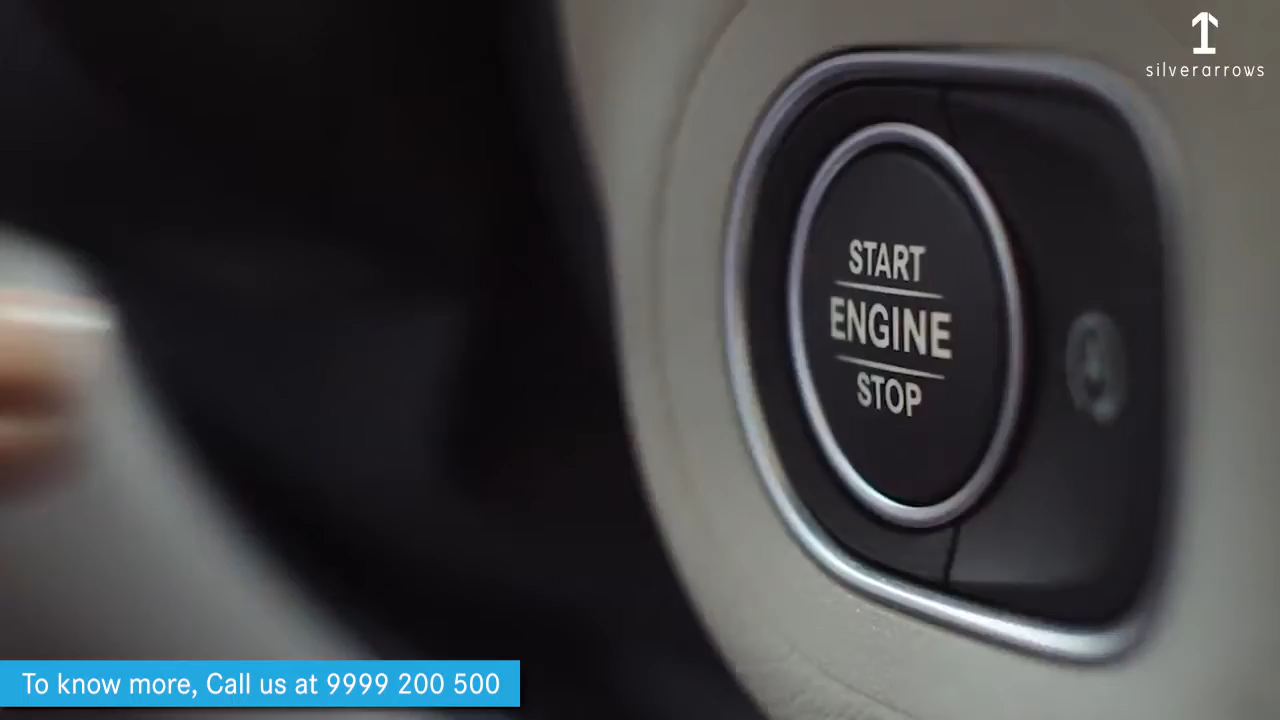 silverarrows
START
ENGINE
STOP
To know more, Call us at 9999 200 500